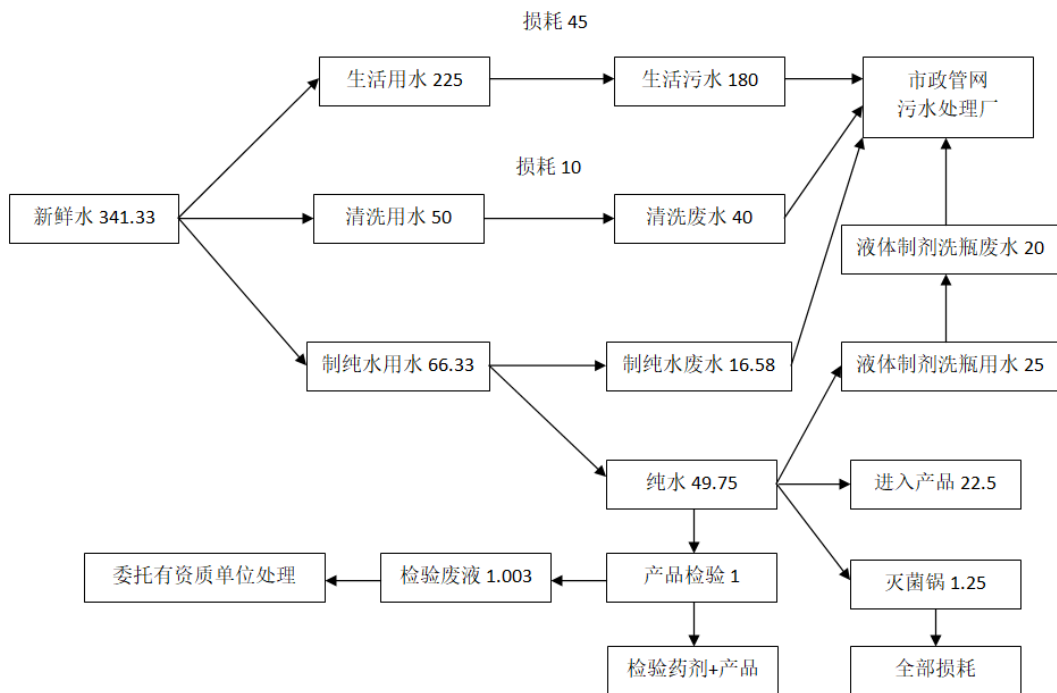 损耗 45
生活用水 225
生活污水 180
市政管网
污水处理厂
损耗 10
新鲜水 341.33
清洗用水 50
清洗废水 40
液体制剂洗瓶废水 20
制纯水用水 66.33
制纯水废水 16.58
液体制剂洗瓶用水 25
纯水 49.75
进入产品 22.5
委托有资质单位处理
检验废液 1.003
产品检验 1
灭菌锅 1.25
检验药剂+产品
全部损耗